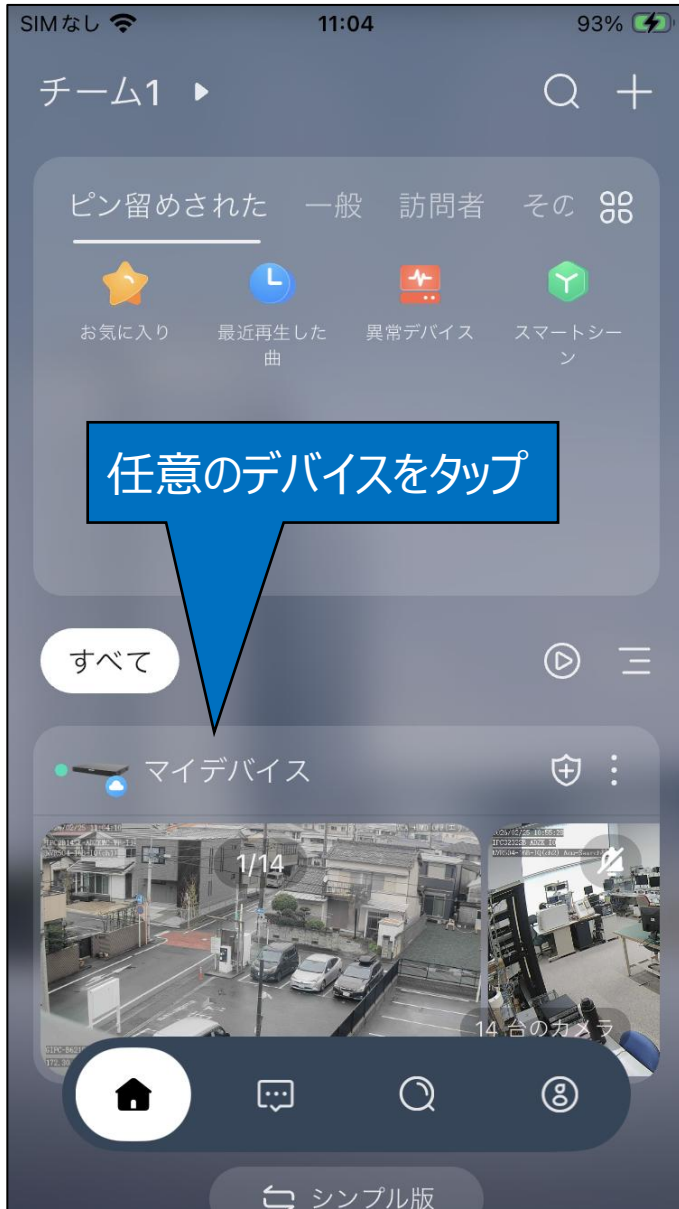 SIMなし
11:04
93%
チーム1
ピン留めされた 一般 訪問者 その
お気に入り
最近再生した
曲
異常デバイス
スマートシー
ン
任意のデバイスをタップ
すべて
マイデバイス
1/14
14 台のカメラ
シンプル版